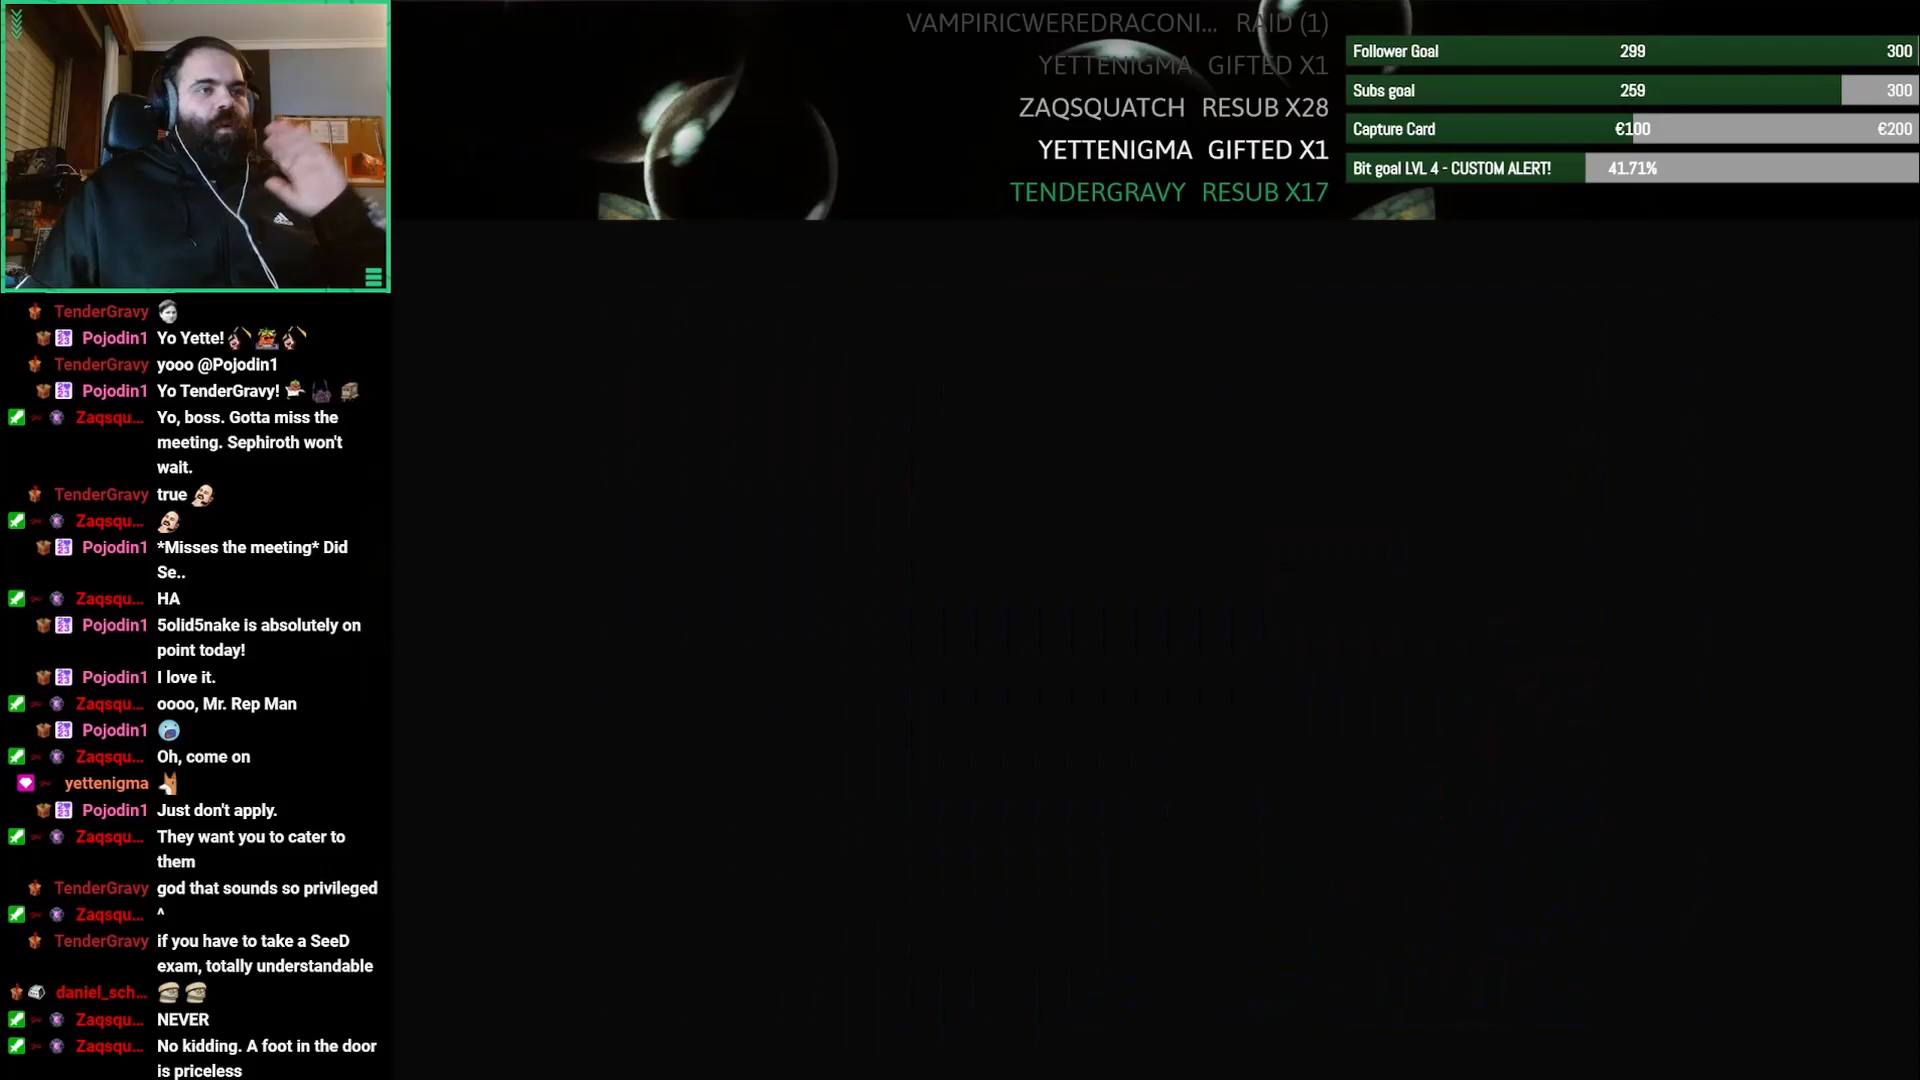 VAMPIRICWEREDRACONI... RAID (1)
YETTENIGMA GIFTED X1
ZAQSQUATCH RESUB X28
YETTENIGMA GIFTED X1
TENDERGRAVY RESUB X17
Follower Goal 299 300
Subs goal 259 300
Capture Card €100 €200
Bit goal LVL 4 - CUSTOM ALERT! 41.71%
TenderGravy
Pojodin1 Yo Yette!
TenderGravy yooo @Pojodin1
Pojodin1 Yo TenderGravy!
Zaqsqu... Yo, boss. Gotta miss the
meeting. Sephiroth won't
wait.
TenderGravy true
Zaqsqu...
Pojodin1 *Misses the meeting* Did
Se..
Zaqsqu... HA
Pojodin1 5olid5nake is absolutely on
point today!
Pojodin1 I love it.
Zaqsqu... oooo, Mr. Rep Man
Pojodin1
Zaqsqu... Oh, come on
yettenigma
Pojodin1 Just don't apply.
Zaqsqu... They want you to cater to
them
TenderGravy god that sounds so privileged
Zaqsqu... ^
TenderGravy if you have to take a SeeD
exam, totally understandable
daniel_sch...
Zaqsqu... NEVER
Zaqsqu... No kidding. A foot in the door
is priceless